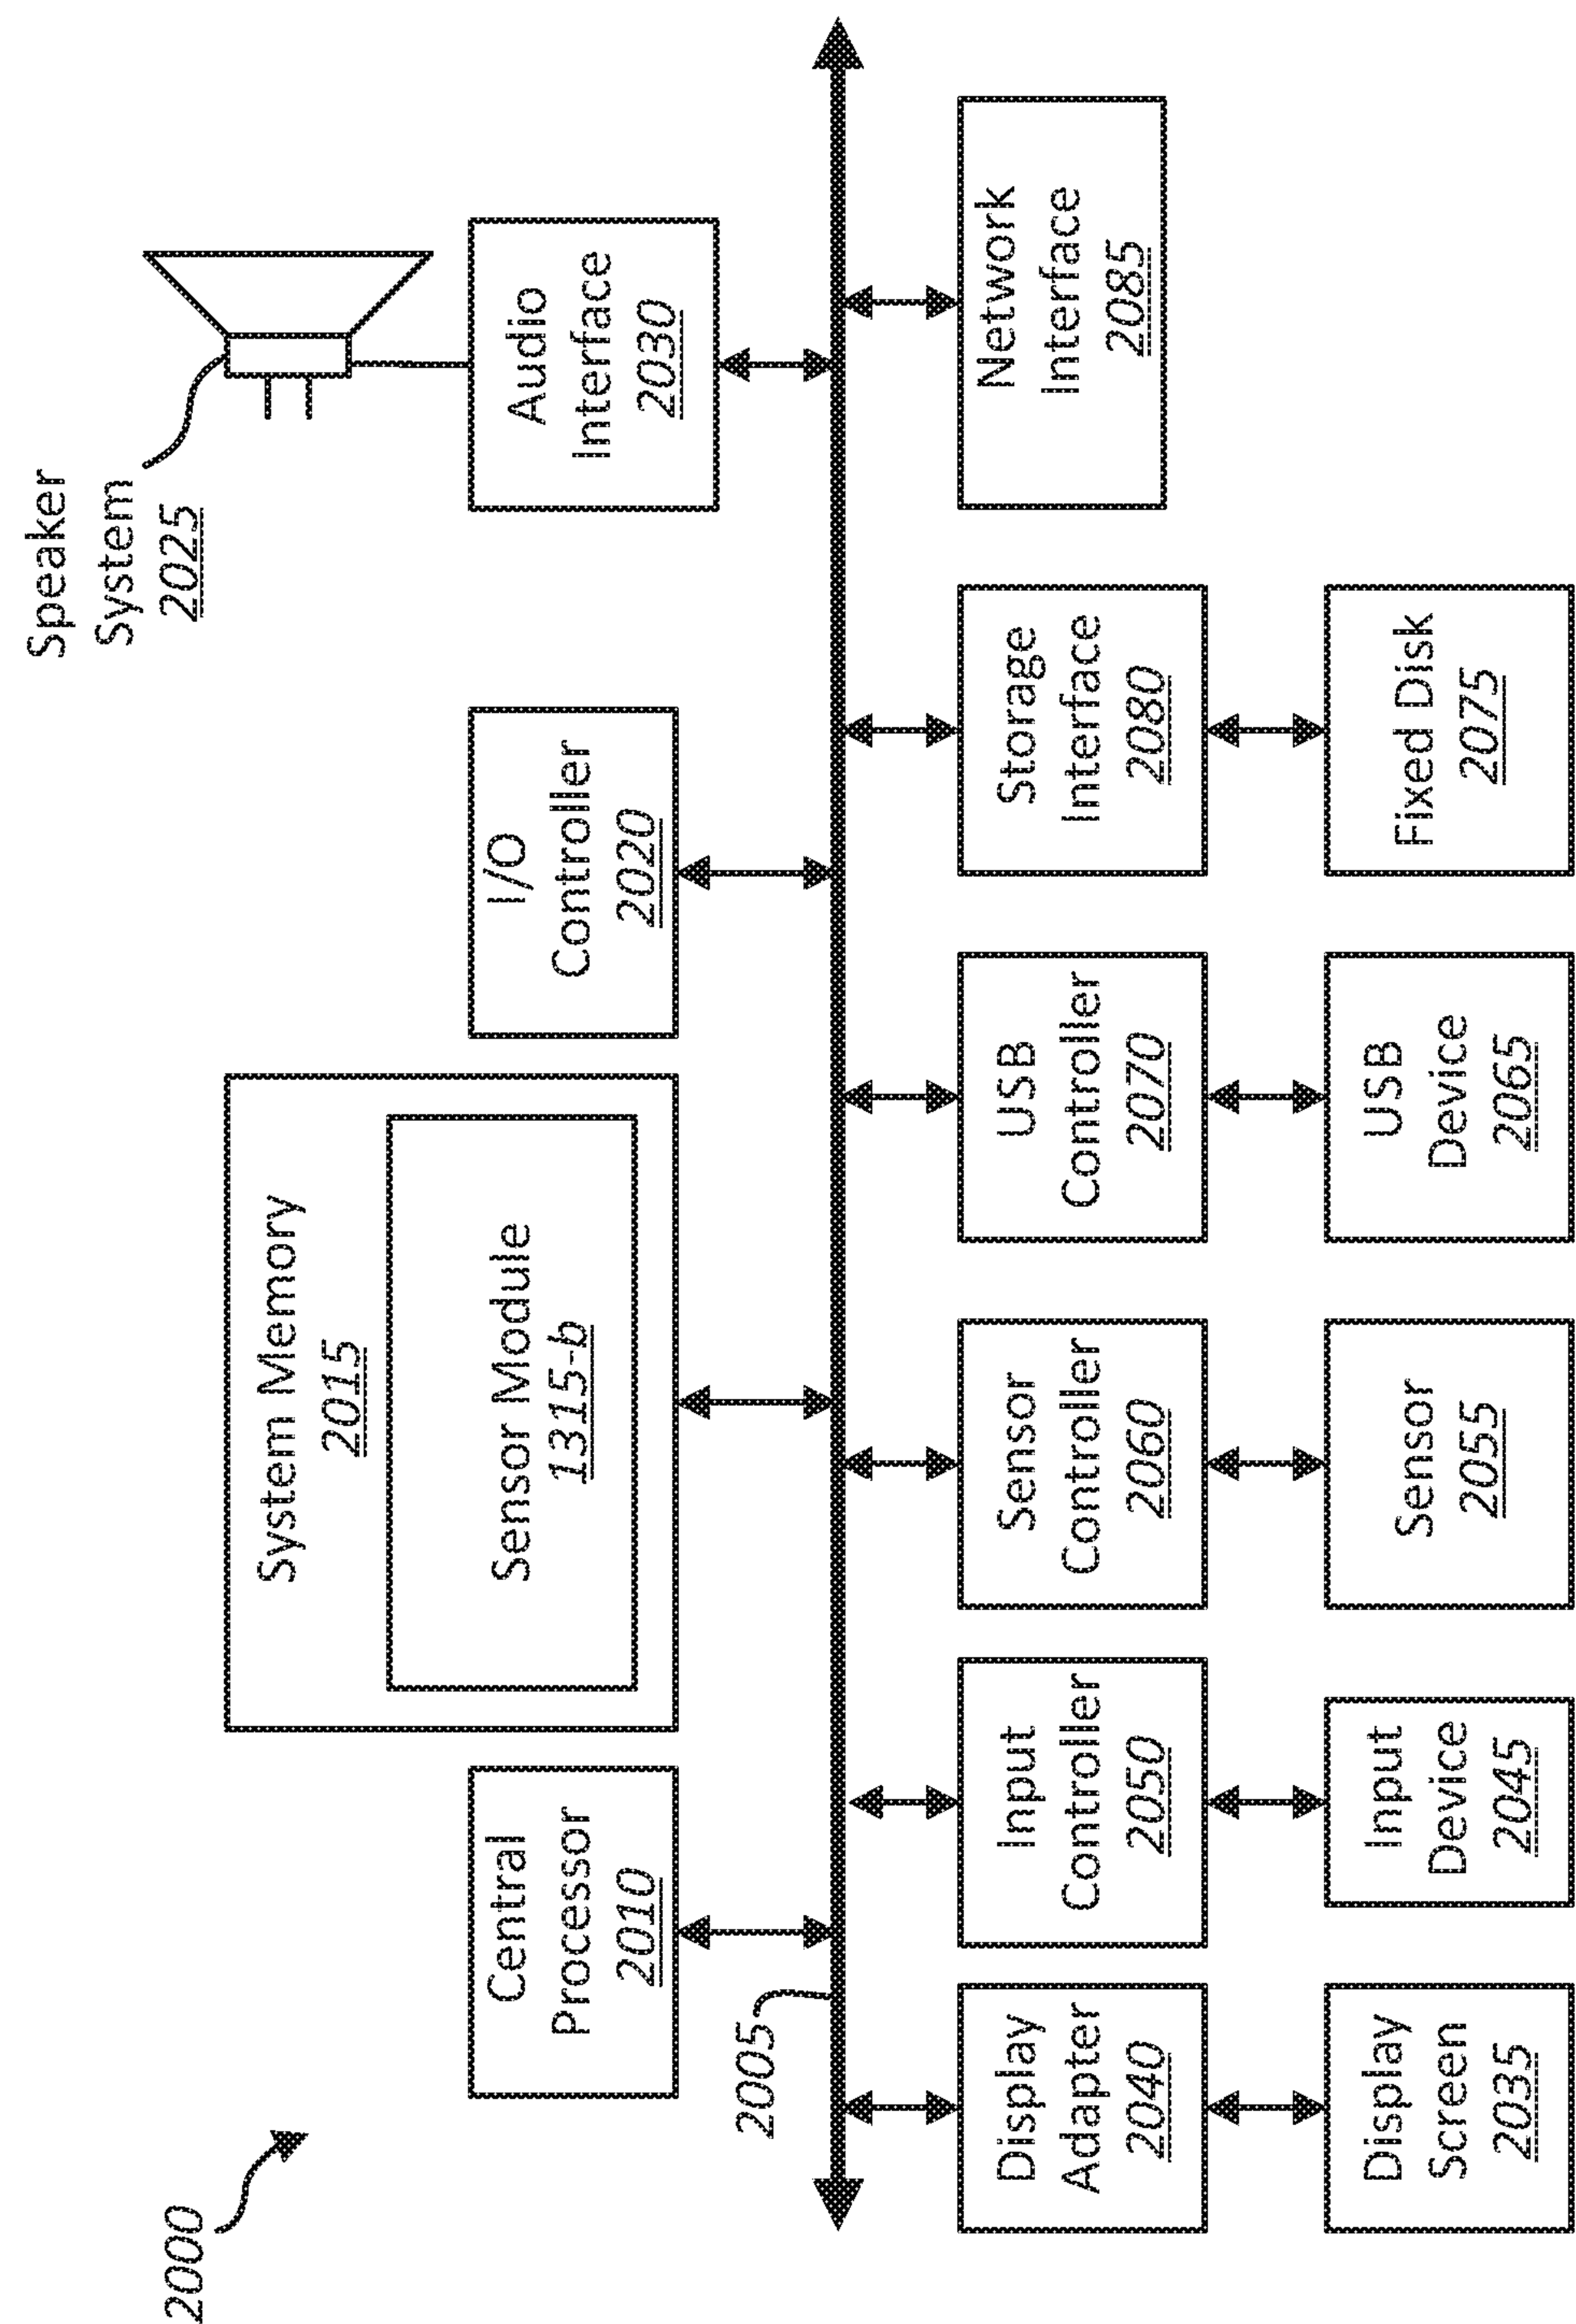 2000
Speaker
System
2025
System Memory
2015
Sensor Module
1315-b
Central
Processor
2010
I/O
Controller
2020
Audio
Interface
2030
2005
Display
Adapter
2040
Input
Controller
2050
Sensor
Controller
2060
USB
Controller
2070
Storage
Interface
2080
Network
Interface
2085
Display
Screen
2035
Input
Device
2045
Sensor
2055
USB
Device
2065
Fixed Disk
2075